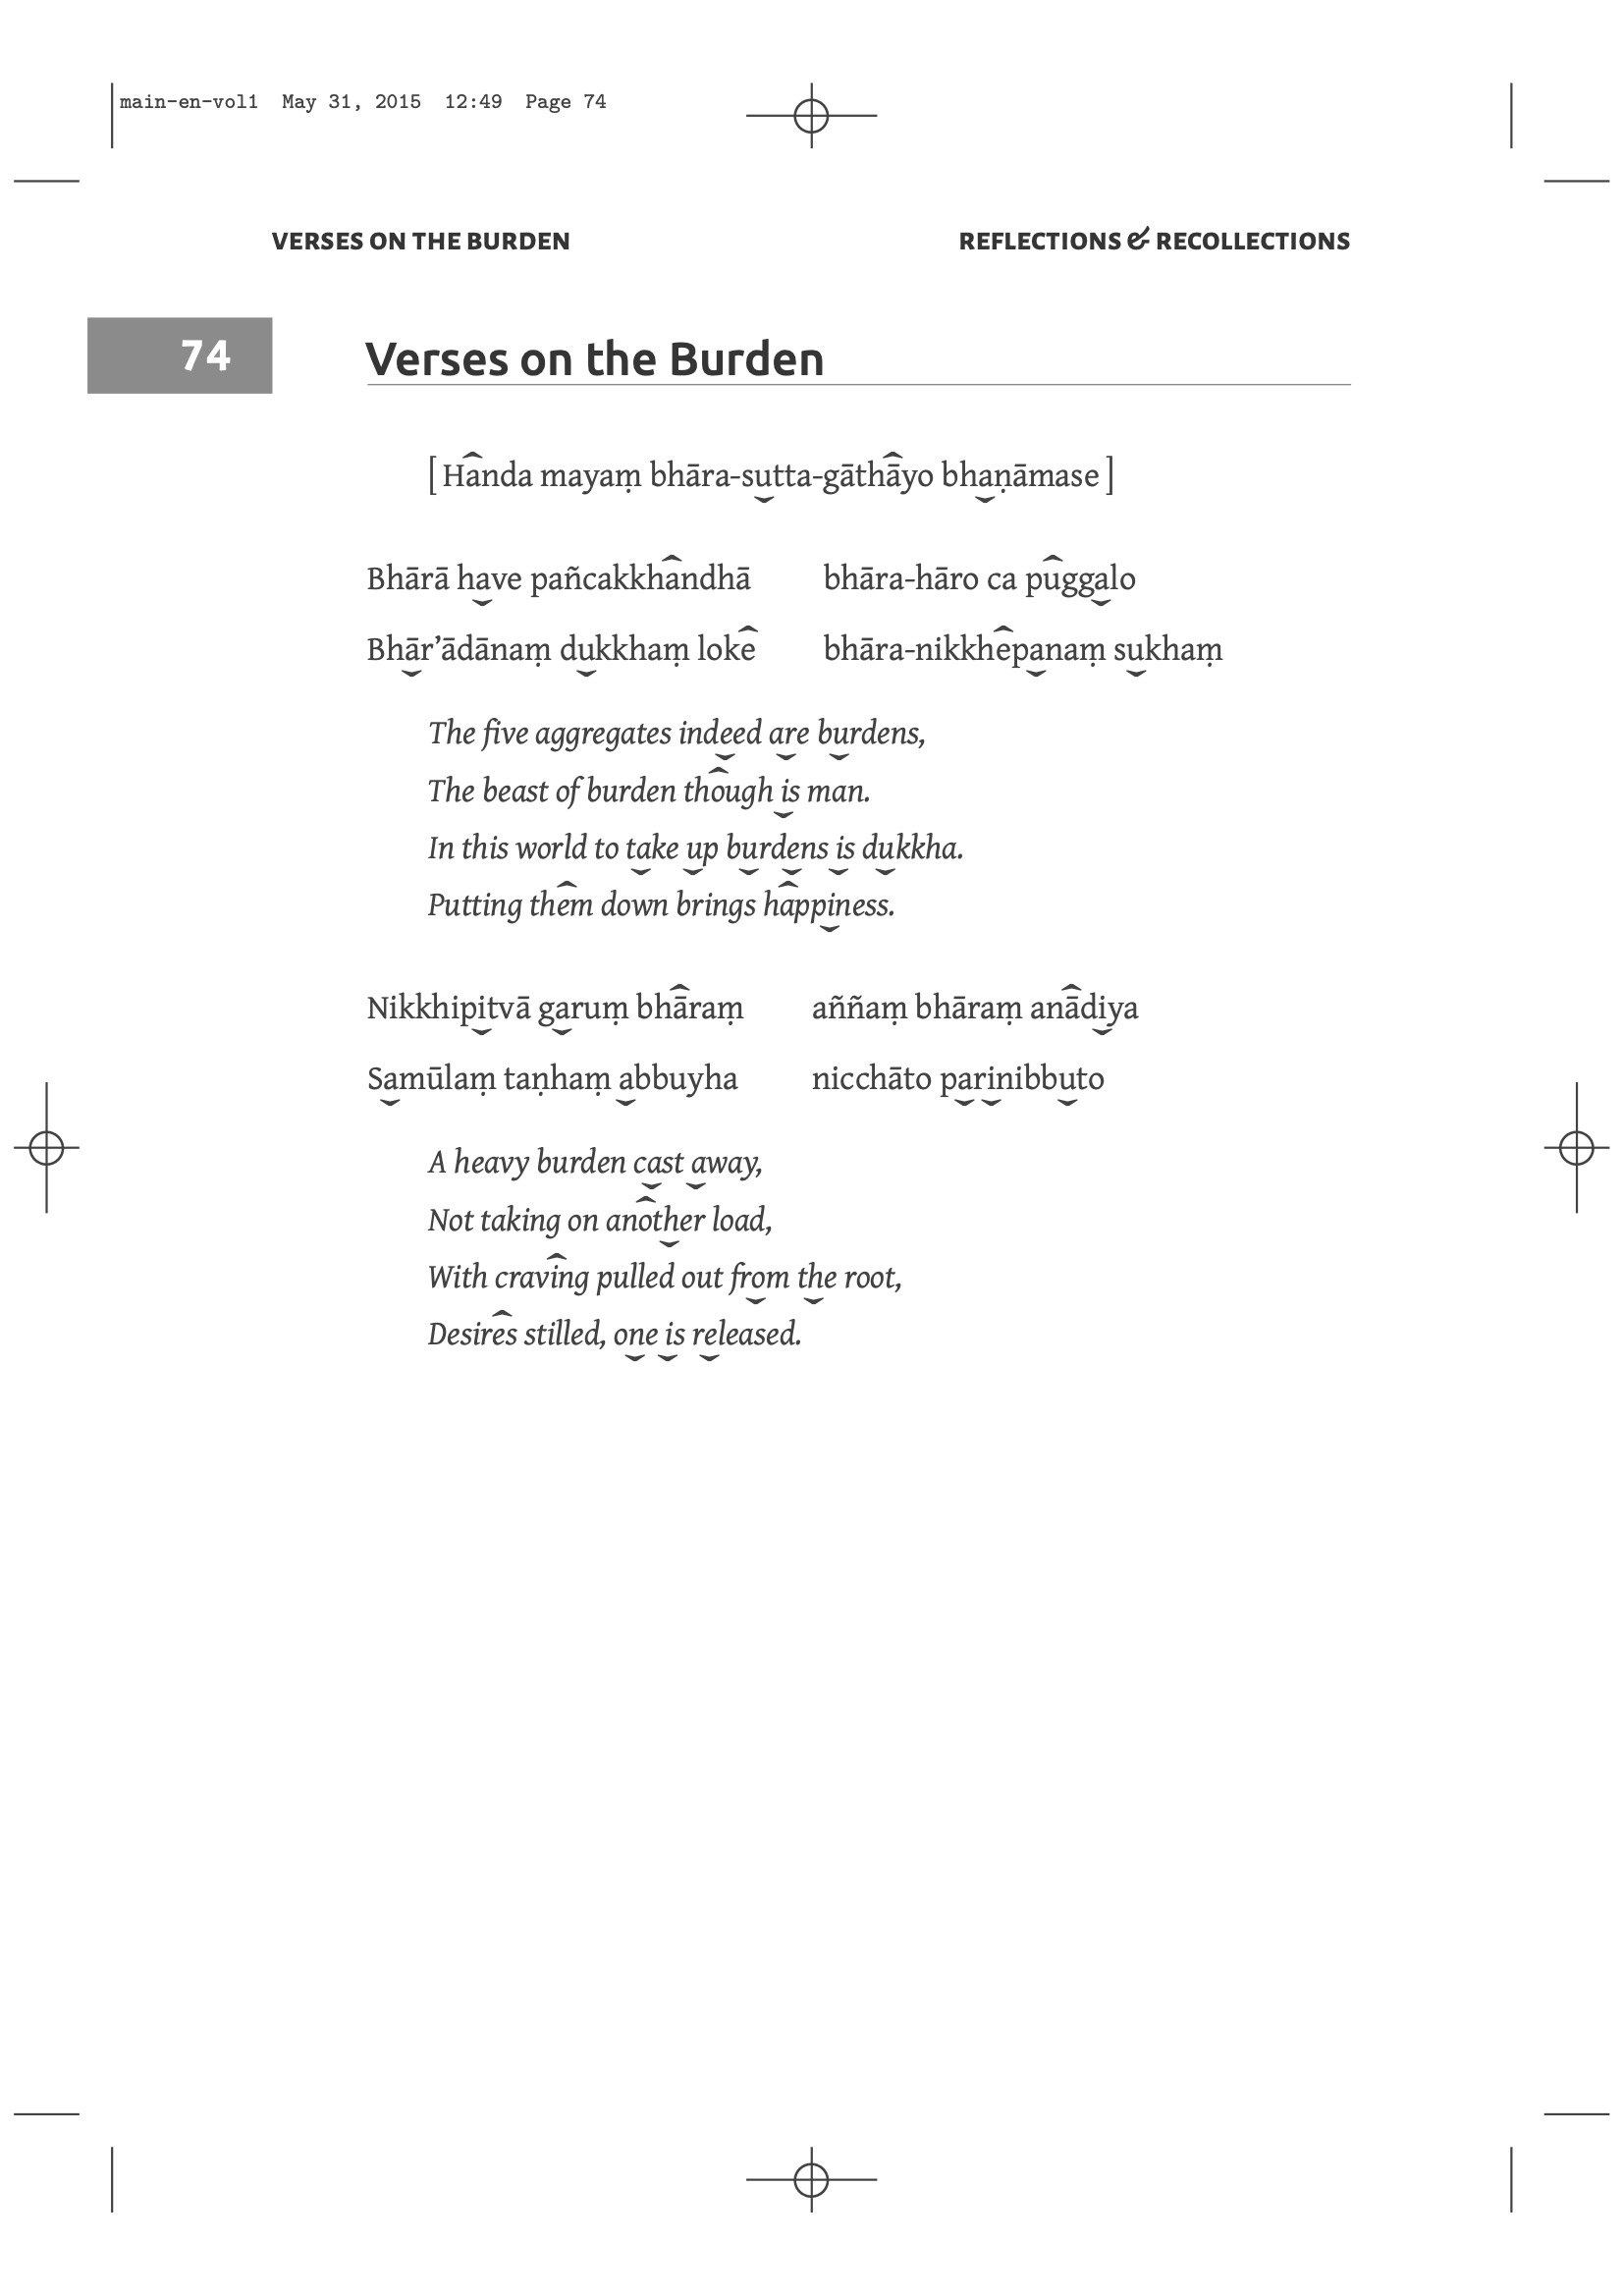 main-en-vol1 May 31, 2015 12:49 Page 74
VERSES ON THE BURDEN REFLECTIONS & RECOLLECTIONS
74 Verses on the Burden
[ Handa mayaṃ bhāra-sutta-gāthāyo bhaṇāmase ]
Bhārā have pañcakkhandhā bhāra-hāro ca puggalo
Bhār’ādānaṃ dukkhaṃ loke bhāra-nikkhepanaṃ sukhaṃ
The five aggregates indeed are burdens,
The beast of burden though is man.
In this world to take up burdens is dukkha.
Putting them down brings happiness.
Nikkhipitvā garuṃ bhāraṃ aññaṃ bhāraṃ anādiya
Samūlaṃ taṇhaṃ abbuyha nicchāto parinibbuto
A heavy burden cast away,
Not taking on another load,
With craving pulled out from the root,
Desires stilled, one is released.